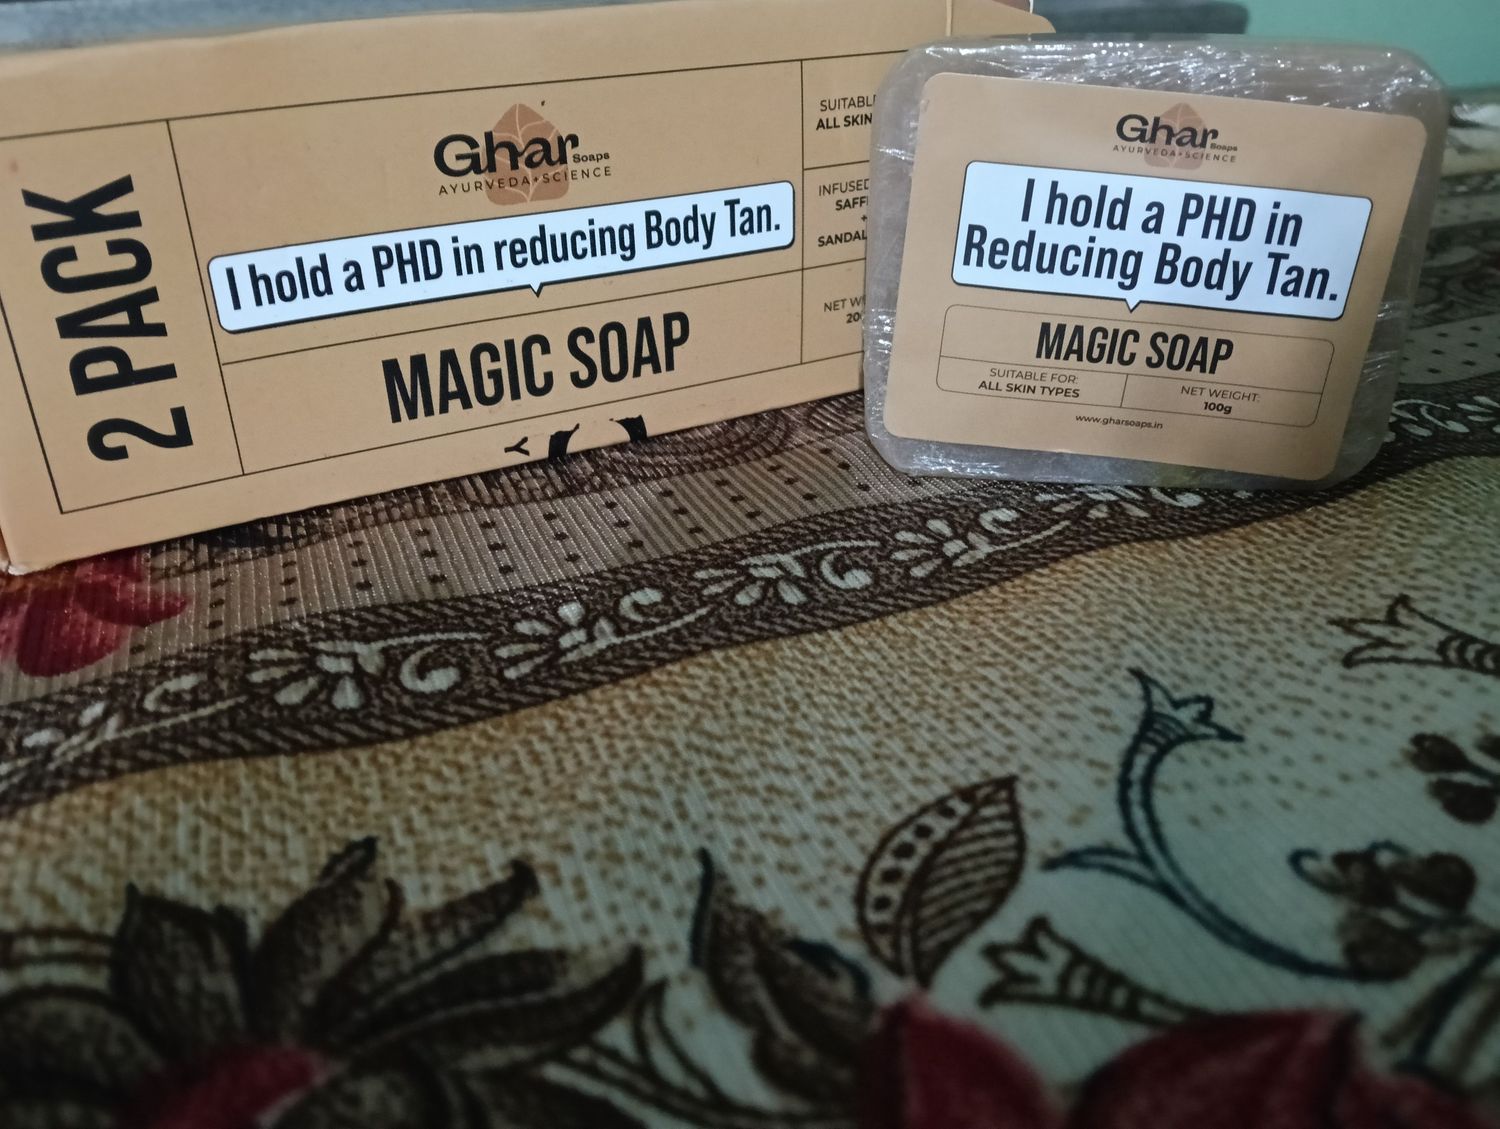 2 PACK
Ghar
Soaps
AYURVEDA+SCIENCE
I hold a PHD in reducing Body Tan.
MAGIC SOAP
ALL SKIN
INFUSED
NET
Ghar
Soaps
AYURVEDA+SCIENCE
I hold a PHD in
Reducing Body Tan.
MAGIC SOAP
SUITABLE FOR:
ALL SKIN TYPES
NET WEIGHT:
100g
www.gharsoaps.in